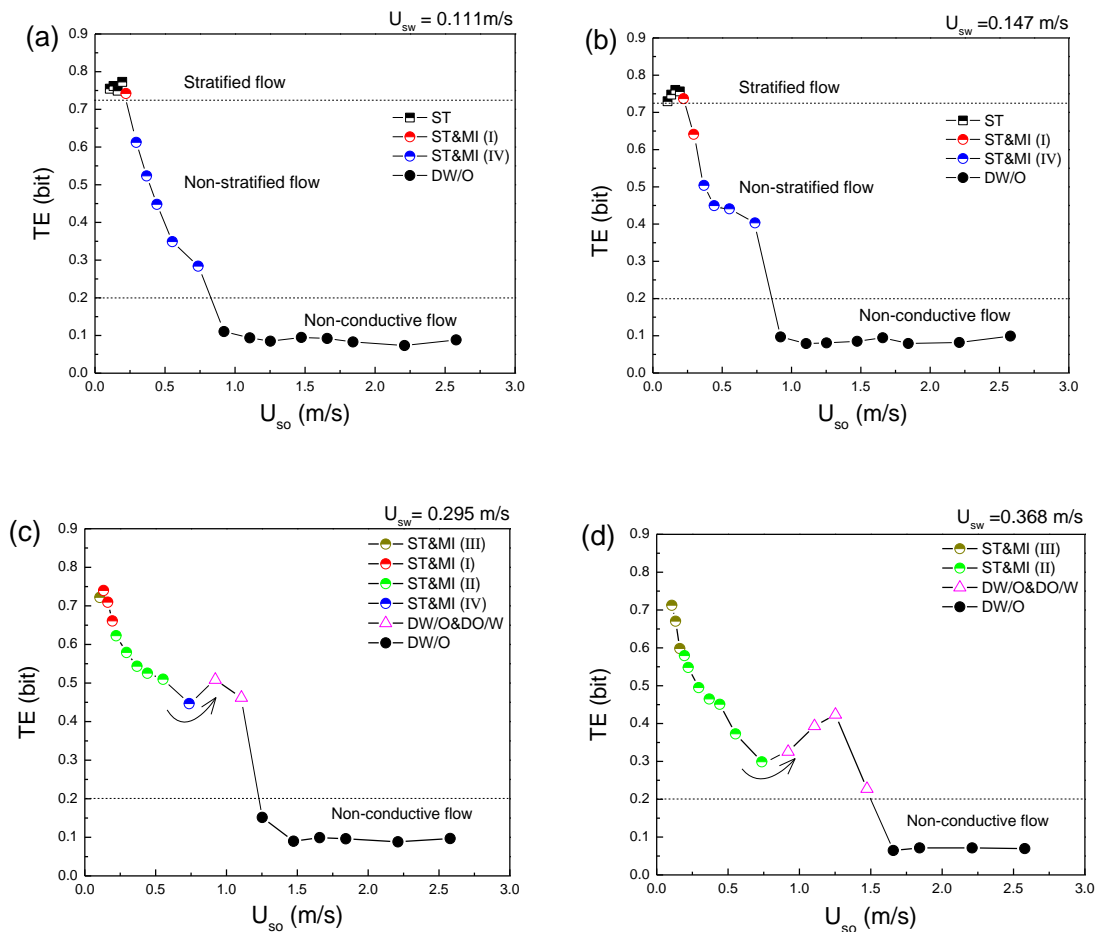 U_sw = 0.111m/s
(a)
0.9
0.8
0.7
0.6
0.5
0.4
0.3
0.2
0.1
0.0
TE (bit)
Stratified flow
ST
ST&MI (I)
ST&MI (IV)
DW/O
Non-stratified flow
Non-conductive flow
0.0 0.5 1.0 1.5 2.0 2.5 3.0
U_so (m/s)
U_sw =0.147 m/s
(b)
0.9
0.8
0.7
0.6
0.5
0.4
0.3
0.2
0.1
0.0
TE (bit)
Stratified flow
ST
ST&MI (I)
ST&MI (IV)
DW/O
Non-stratified flow
Non-conductive flow
0.0 0.5 1.0 1.5 2.0 2.5 3.0
U_so (m/s)
U_sw = 0.295 m/s
(c)
0.9
0.8
0.7
0.6
0.5
0.4
0.3
0.2
0.1
0.0
TE (bit)
ST&MI (III)
ST&MI (I)
ST&MI (II)
ST&MI (IV)
DW/O&DO/W
DW/O
Non-conductive flow
0.0 0.5 1.0 1.5 2.0 2.5 3.0
U_so (m/s)
U_sw =0.368 m/s
(d)
0.9
0.8
0.7
0.6
0.5
0.4
0.3
0.2
0.1
0.0
TE (bit)
ST&MI (III)
ST&MI (II)
DW/O&DO/W
DW/O
Non-conductive flow
0.0 0.5 1.0 1.5 2.0 2.5 3.0
U_so (m/s)